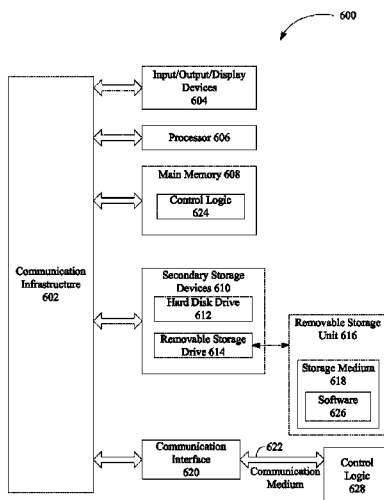 600
Input/Output/Display
Devices
604
Processor 606
Main Memory 608
Control Logic
624
Communication
Infrastructure
602
Secondary Storage
Devices 610
Hard Disk Drive
612
Removable Storage
Drive 614
Removable Storage
Unit 616
Storage Medium
618
Software
626
Communication
Interface
620
622
Communication
Medium
Control
Logic
628